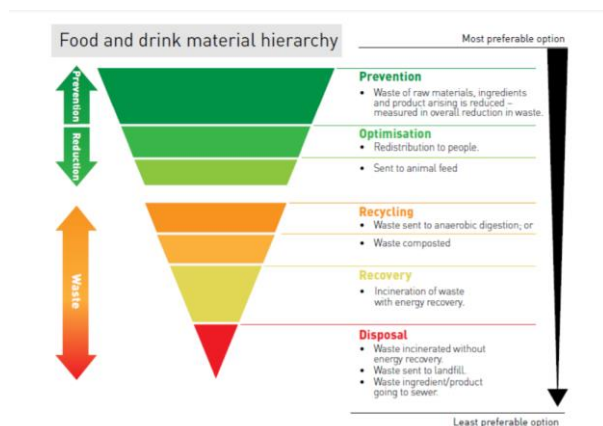 Food and drink material hierarchy
Most preferable option
Prevention
Reduction
Waste
Prevention
• Waste of raw materials, ingredients
and product arising is reduced –
measured in overall reduction in waste.
Optimisation
• Redistribution to people.
• Sent to animal feed
Recycling
• Waste sent to anaerobic digestion; or
• Waste composted
Recovery
• Incineration of waste
with energy recovery.
Disposal
• Waste incinerated without
energy recovery.
• Waste sent to landfill.
• Waste ingredient/product
going to sewer.
Least preferable option